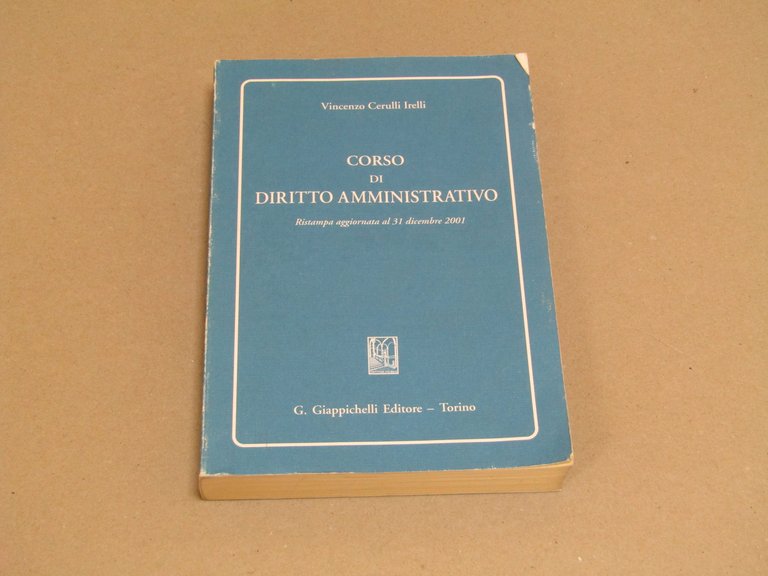 Vincenzo Cerulli Irelli
CORSO
DI
DIRITTO AMMINISTRATIVO
Ristampa aggiornata al 31 dicembre 2001
G. Giappichelli Editore – Torino